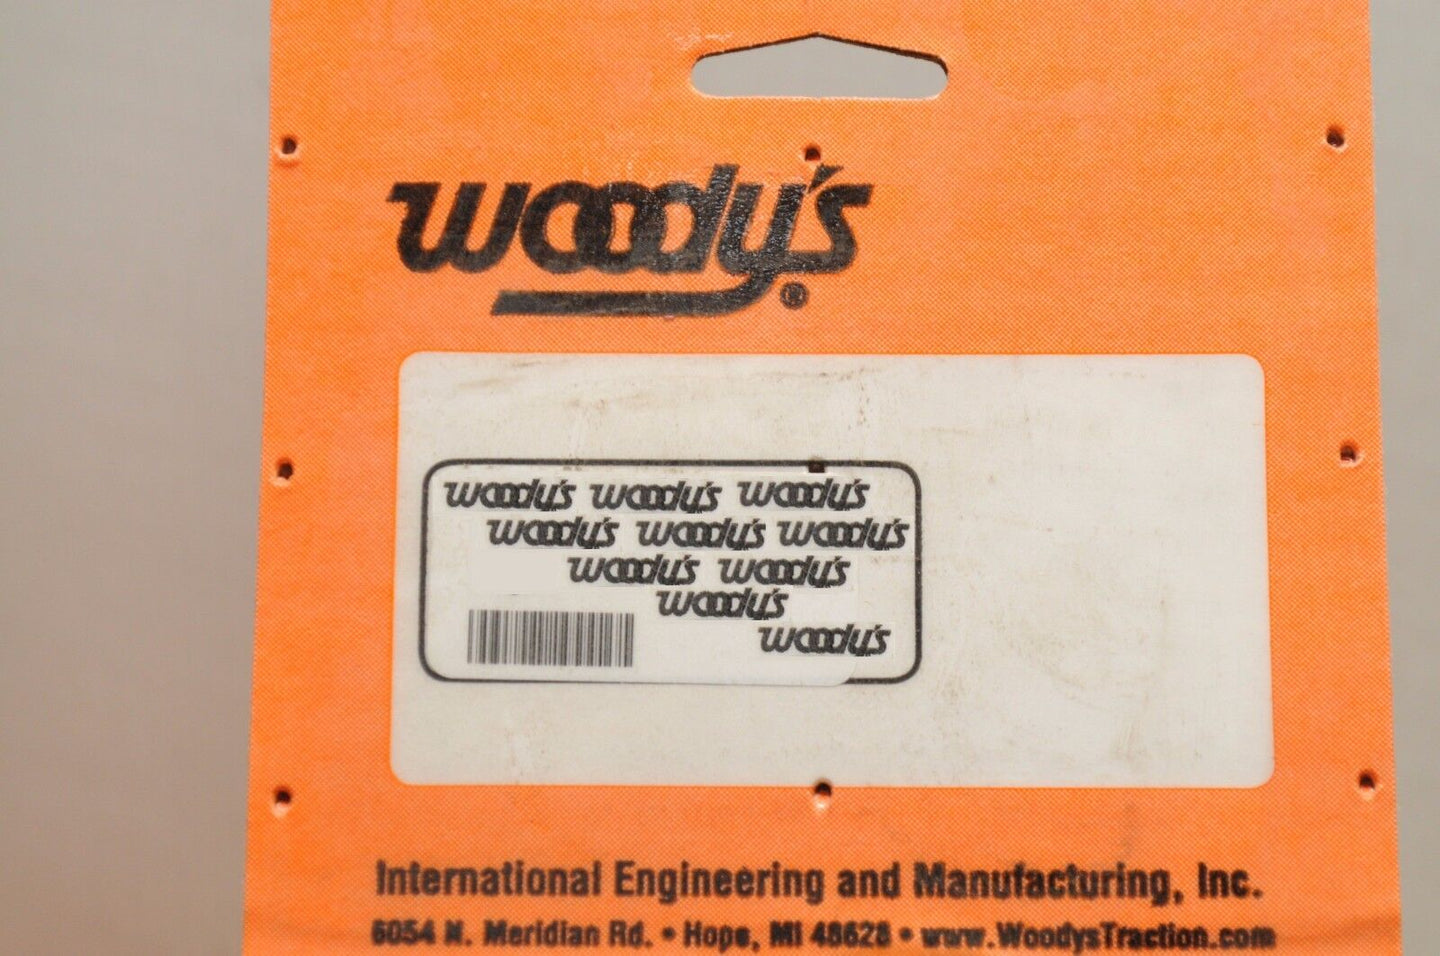 woody's ®
woody's woody's woody's
woody's woody's woody's
woody's woody's
woody's
woody's
International Engineering and Manufacturing, Inc.
6054 N. Meridian Rd. • Hope, MI 48628 • www.WoodysTraction.com